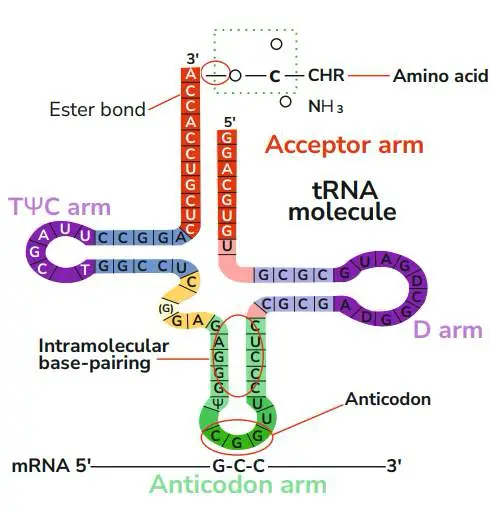 3'
O
A O C CHR Amino acid
C
O NH₃
Ester bond
C
A
5'
C
G
Acceptor arm
C
G
U
A
tRNA
molecule
G
C
C
G
TΨC arm
U
U
C
G
A U U C C G G A
U
G
C T G G C C U
G C G C G U A G D C
C
C G C G A D G G
(G)
G A G
D arm
C
A
U
Intramolecular
base-pairing
G
C
G
C
G
C
Ψ
U
Anticodon
U
C G G
mRNA 5' G-C-C 3'
Anticodon arm